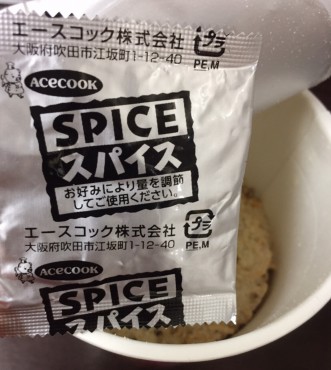 エースコック株式会社 プラ
大阪府吹田市江坂町1-12-40 PE,M
ACECOOK
SPICE
スパイス
お好みにより量を調節
してご使用ください。
エースコック株式会社 プラ
大阪府吹田市江坂町1-12-40 PE,M
ACECOOK
SPICE
スパイス